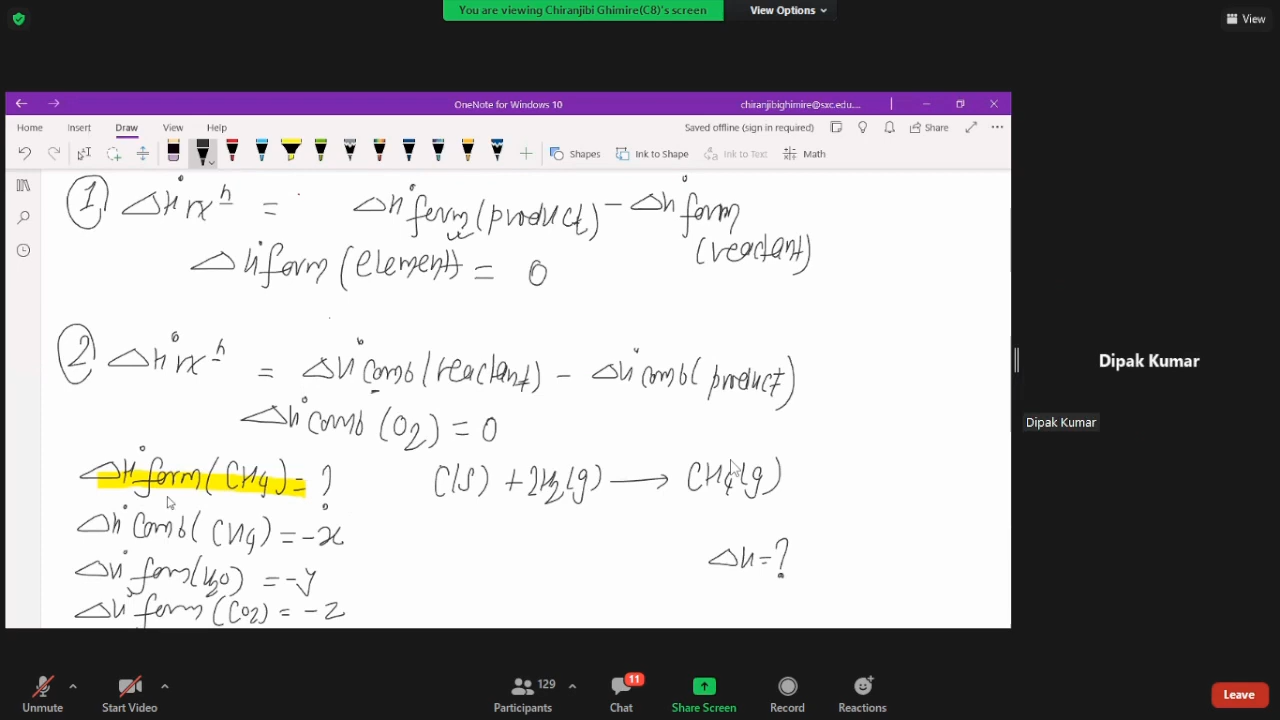 You are viewing Chiranjibi Ghimire(C8)'s screen View Options
View
OneNote for Windows 10 chiranjibighimire@sxc.edu....
Home Insert Draw View Help Saved offline (sign in required) Share
Shapes Ink to Shape Ink to Text Math
1 ΔH°rxn = ΔH°form(product) - ΔH°form
(reactant)
ΔH°form(element = 0
2 ΔH°rxn = ΔH°comb(reactant) - ΔH°comb(product)
ΔH°comb(O2) = 0
ΔH°form(CH4) = ? C(S) + 2H2(g) → CH4(g)
ΔH°comb(CH4) = -x
ΔH = ?
ΔH°form(H2O) = -y
ΔH°form(CO2) = -z
Dipak Kumar
Dipak Kumar
Unmute Start Video 129 Participants 11 Chat Share Screen Record Reactions Leave